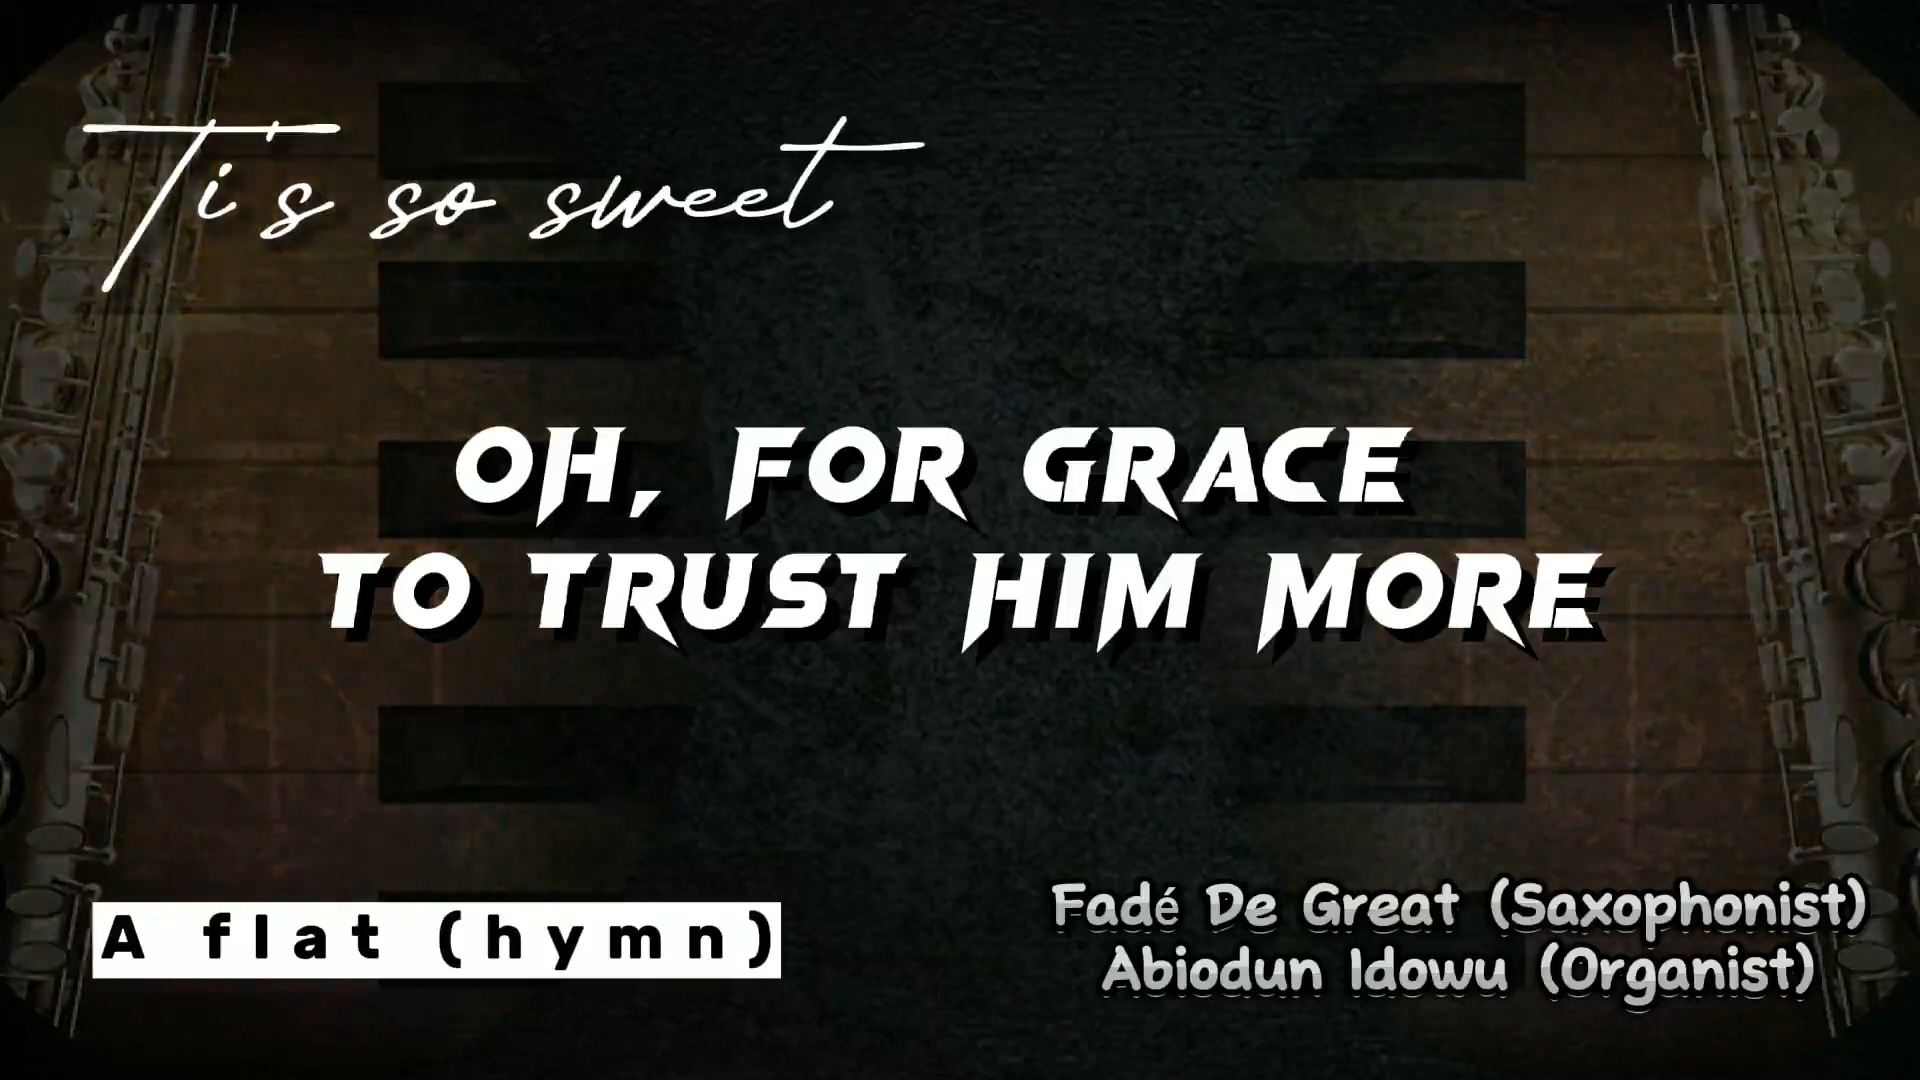 Ti's so sweet
OH, FOR GRACE
TO TRUST HIM MORE
A flat (hymn)
Fadé De Great (Saxophonist)
Abiodun Idowu (Organist)